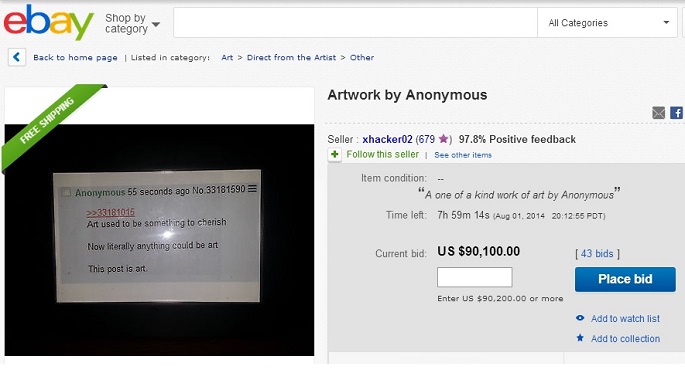 ebay
Shop by
category
All Categories
Back to home page | Listed in category: Art > Direct from the Artist > Other
FREE SHIPPING
Anonymous 55 seconds ago No.33181590
>>33181015
Art used to be something to cherish
Now literally anything could be art
This post is art.
Artwork by Anonymous
Seller : xhacker02 (679 ★) 97.8% Positive feedback
+ Follow this seller | See other items
Item condition: --
“A one of a kind work of art by Anonymous”
Time left: 7h 59m 14s (Aug 01, 2014 20:12:55 PDT)
Current bid: US $90,100.00 [ 43 bids ]
Place bid
Enter US $90,200.00 or more
Add to watch list
Add to collection